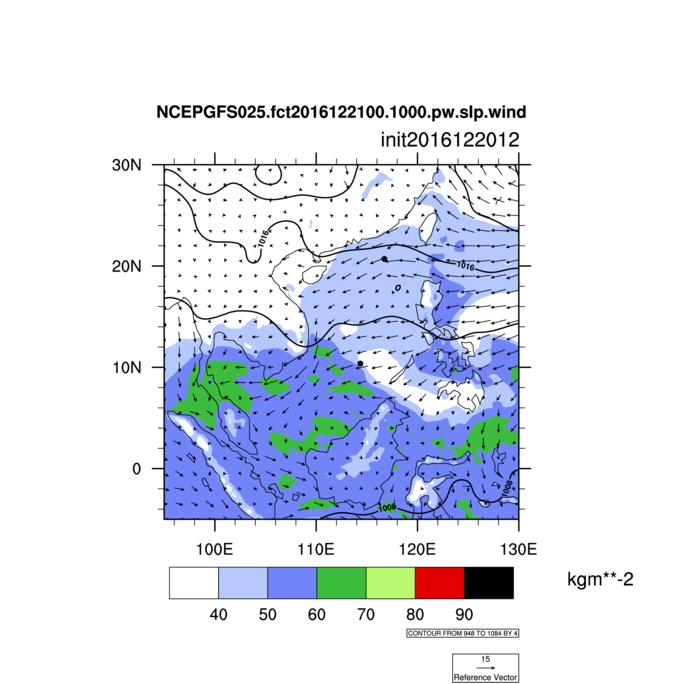 NCEPGFS025.fct2016122100.1000.pw.slp.wind
init2016122012
30N
1016
20N
1016
10N
0
1008
1008
100E 110E 120E 130E
kgm**-2
40 50 60 70 80 90
CONTOUR FROM 948 TO 1084 BY 4
15
Reference Vector